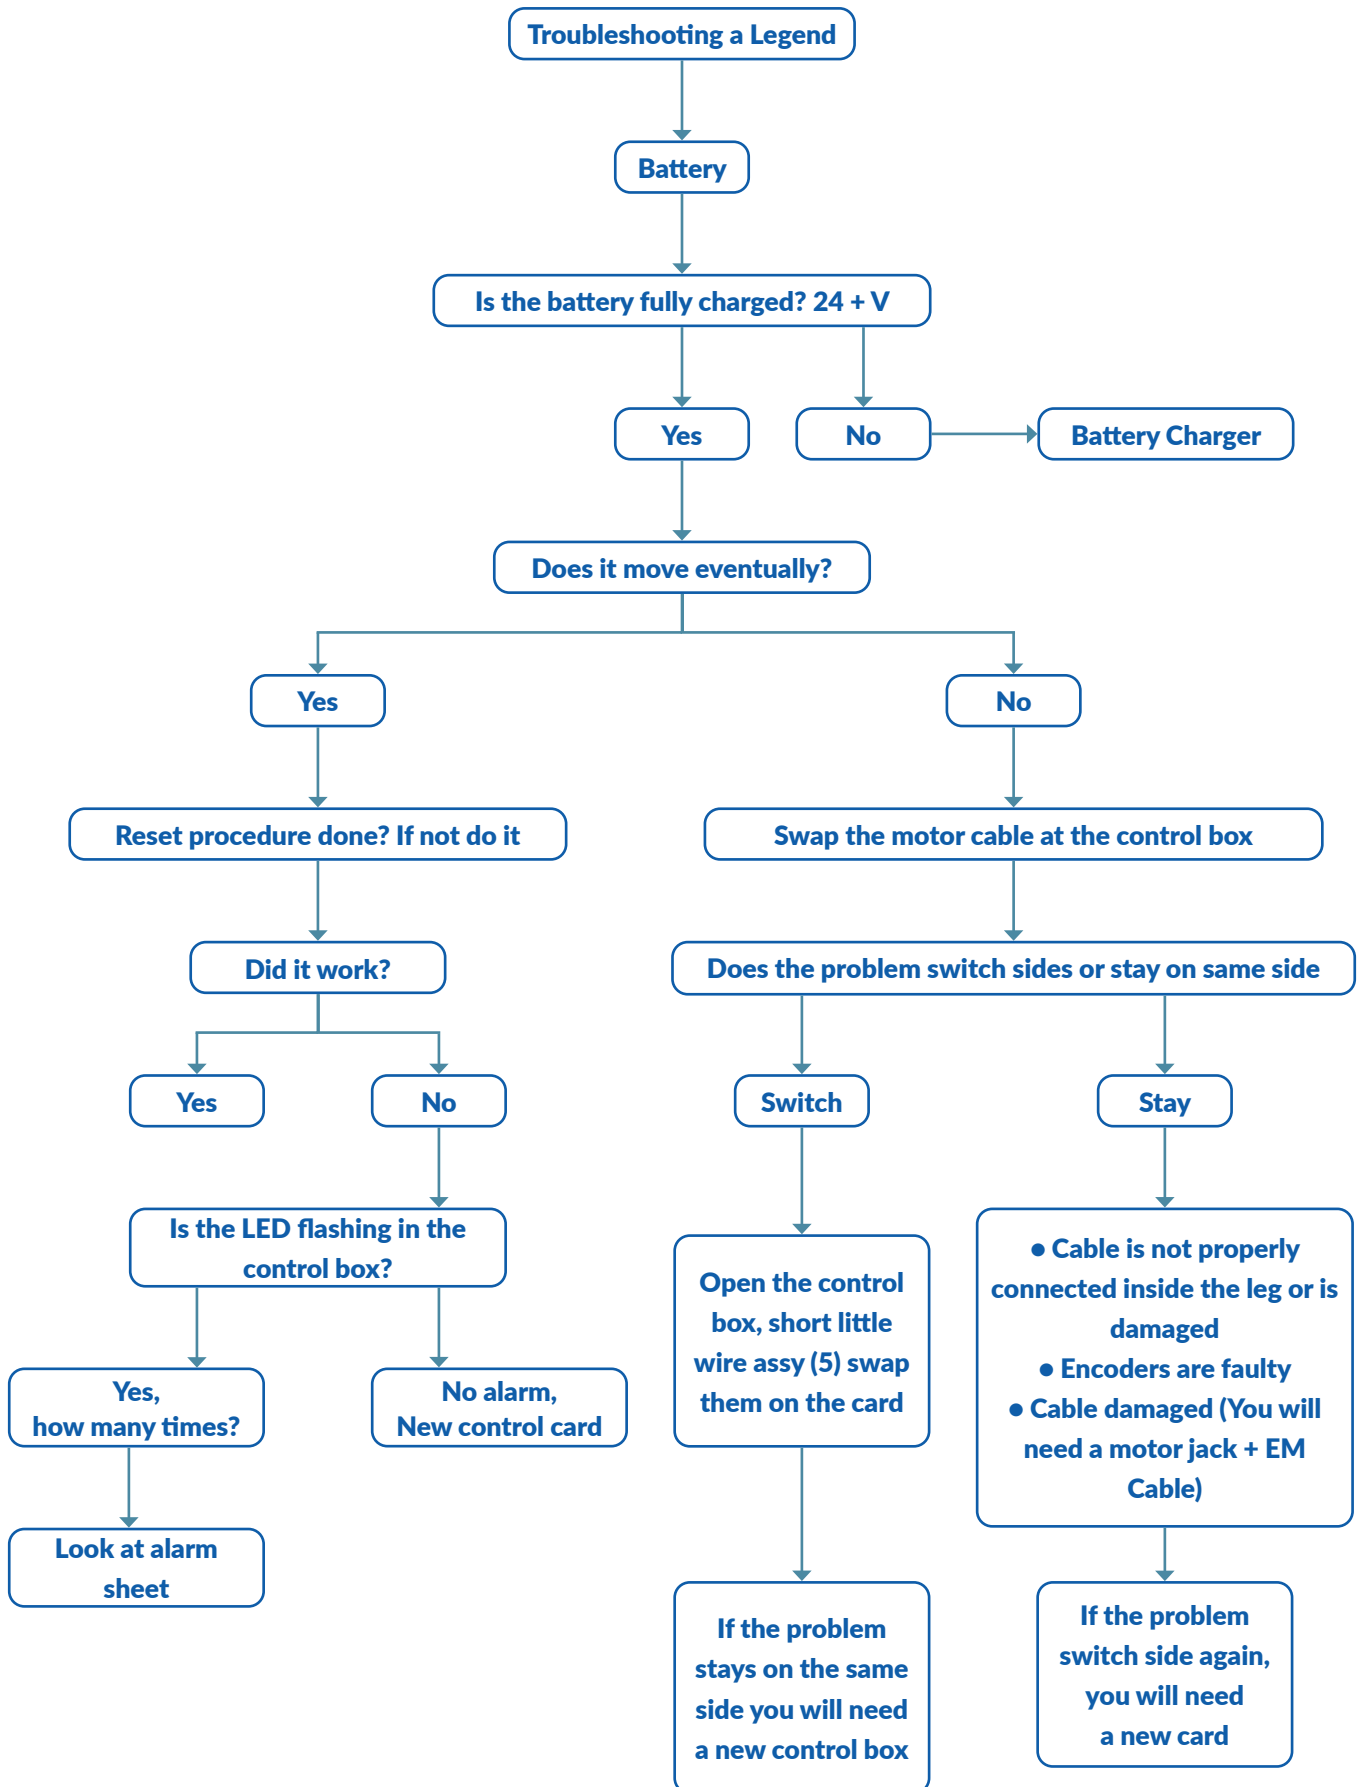 Troubleshooting a Legend
Battery
Is the battery fully charged? 24 + V
Yes
No
Battery Charger
Does it move eventually?
Yes
No
Reset procedure done? If not do it
Swap the motor cable at the control box
Did it work?
Does the problem switch sides or stay on same side
Yes
No
Switch
Stay
Is the LED flashing in the
control box?
Open the control
box, short little
wire assy (5) swap
them on the card
● Cable is not properly
connected inside the leg or is
damaged
● Encoders are faulty
● Cable damaged (You will
need a motor jack + EM
Cable)
Yes,
how many times?
No alarm,
New control card
Look at alarm
sheet
If the problem
stays on the same
side you will need
a new control box
If the problem
switch side again,
you will need
a new card